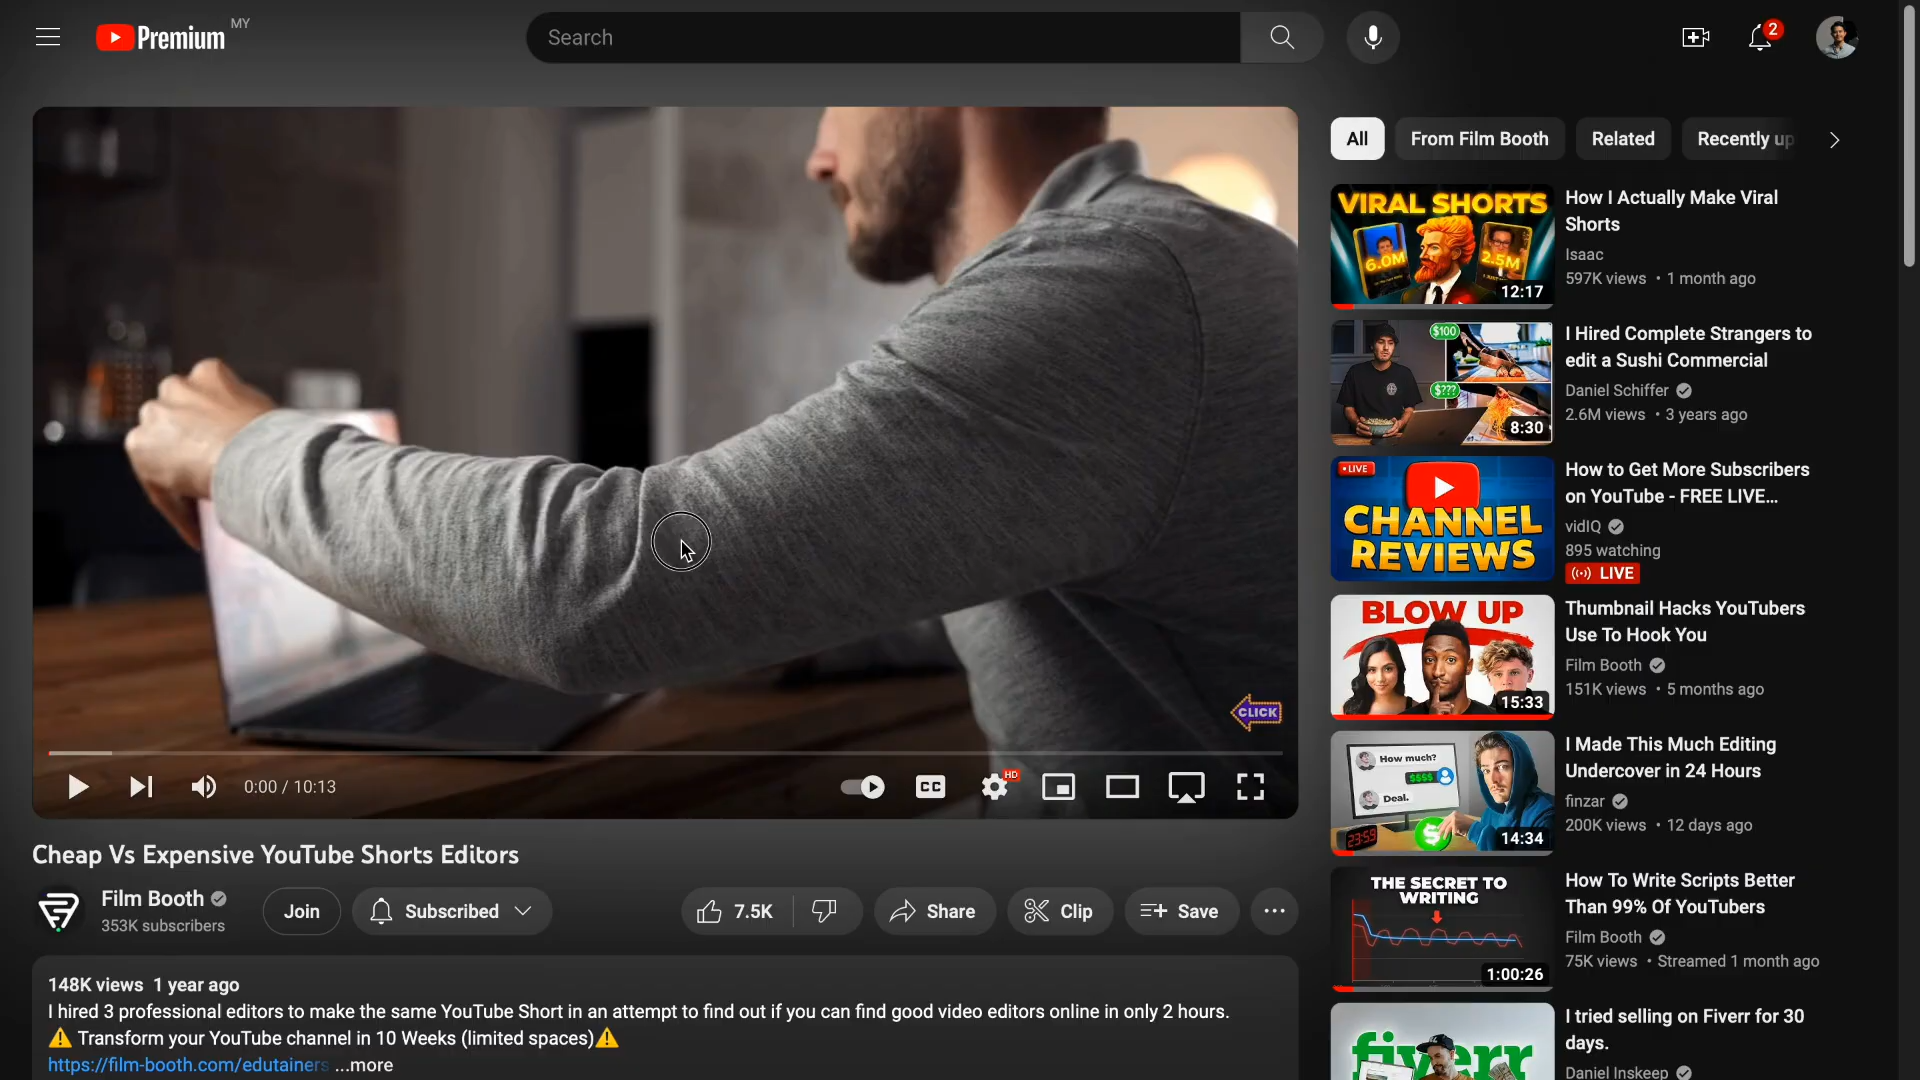 Premium MY
Search
2
All
From Film Booth
Related
Recently up
VIRAL SHORTS
6.0M
2.5M
12:17
How I Actually Make Viral
Shorts
Isaac
597K views • 1 month ago
$100
$???
8:30
I Hired Complete Strangers to
edit a Sushi Commercial
Daniel Schiffer
2.6M views • 3 years ago
• LIVE
CHANNEL
REVIEWS
How to Get More Subscribers
on YouTube - FREE LIVE...
vidIQ
895 watching
LIVE
BLOW UP
15:33
Thumbnail Hacks YouTubers
Use To Hook You
Film Booth
151K views • 5 months ago
How much?
$$$$
Deal.
23:59
14:34
I Made This Much Editing
Undercover in 24 Hours
finzar
200K views • 12 days ago
THE SECRET TO
WRITING
1:00:26
How To Write Scripts Better
Than 99% Of YouTubers
Film Booth
75K views • Streamed 1 month ago
fiverr
I tried selling on Fiverr for 30
days.
Daniel Inskeep
CLICK
0:00 / 10:13
CC
HD
Cheap Vs Expensive YouTube Shorts Editors
Film Booth
353K subscribers
Join
Subscribed
7.5K
Share
Clip
Save
148K views 1 year ago
I hired 3 professional editors to make the same YouTube Short in an attempt to find out if you can find good video editors online in only 2 hours.
⚠️ Transform your YouTube channel in 10 Weeks (limited spaces)⚠️
https://film-booth.com/edutainers ...more